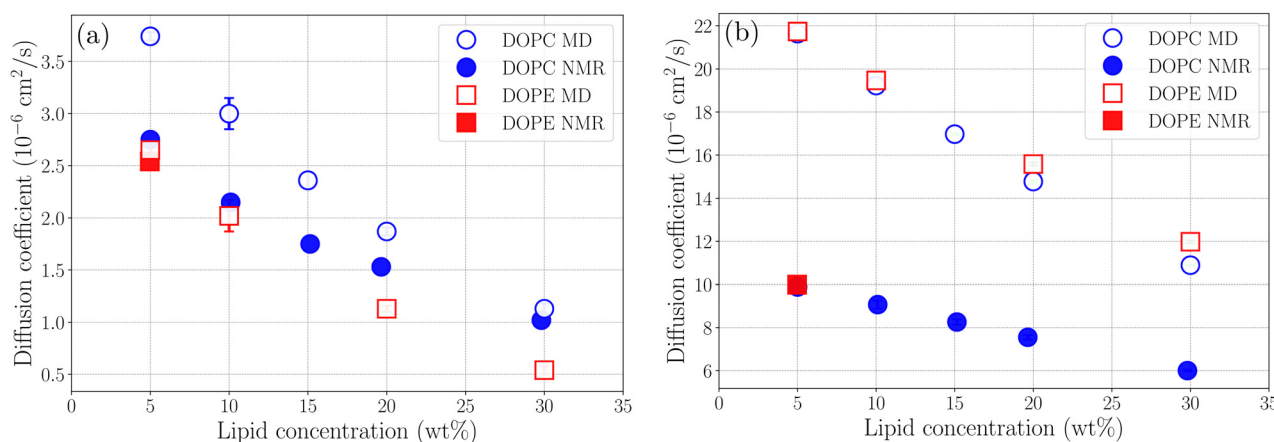 (a)
DOPC MD
DOPC NMR
DOPE MD
DOPE NMR
Diffusion coefficient (10⁻⁶ cm²/s)
3.5
3.0
2.5
2.0
1.5
1.0
0.5
0 5 10 15 20 25 30 35
Lipid concentration (wt%)
(b)
DOPC MD
DOPC NMR
DOPE MD
DOPE NMR
Diffusion coefficient (10⁻⁶ cm²/s)
22
20
18
16
14
12
10
8
6
0 5 10 15 20 25 30 35
Lipid concentration (wt%)